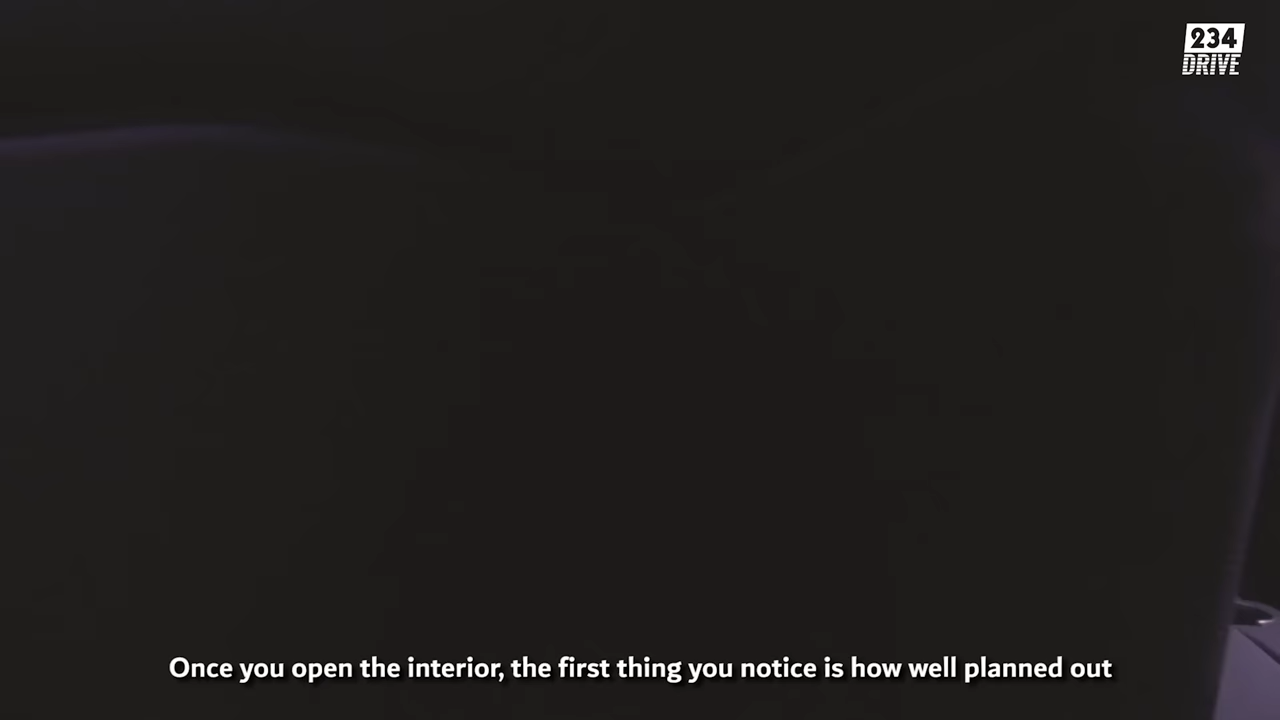 234
DRIVE
Once you open the interior, the first thing you notice is how well planned out